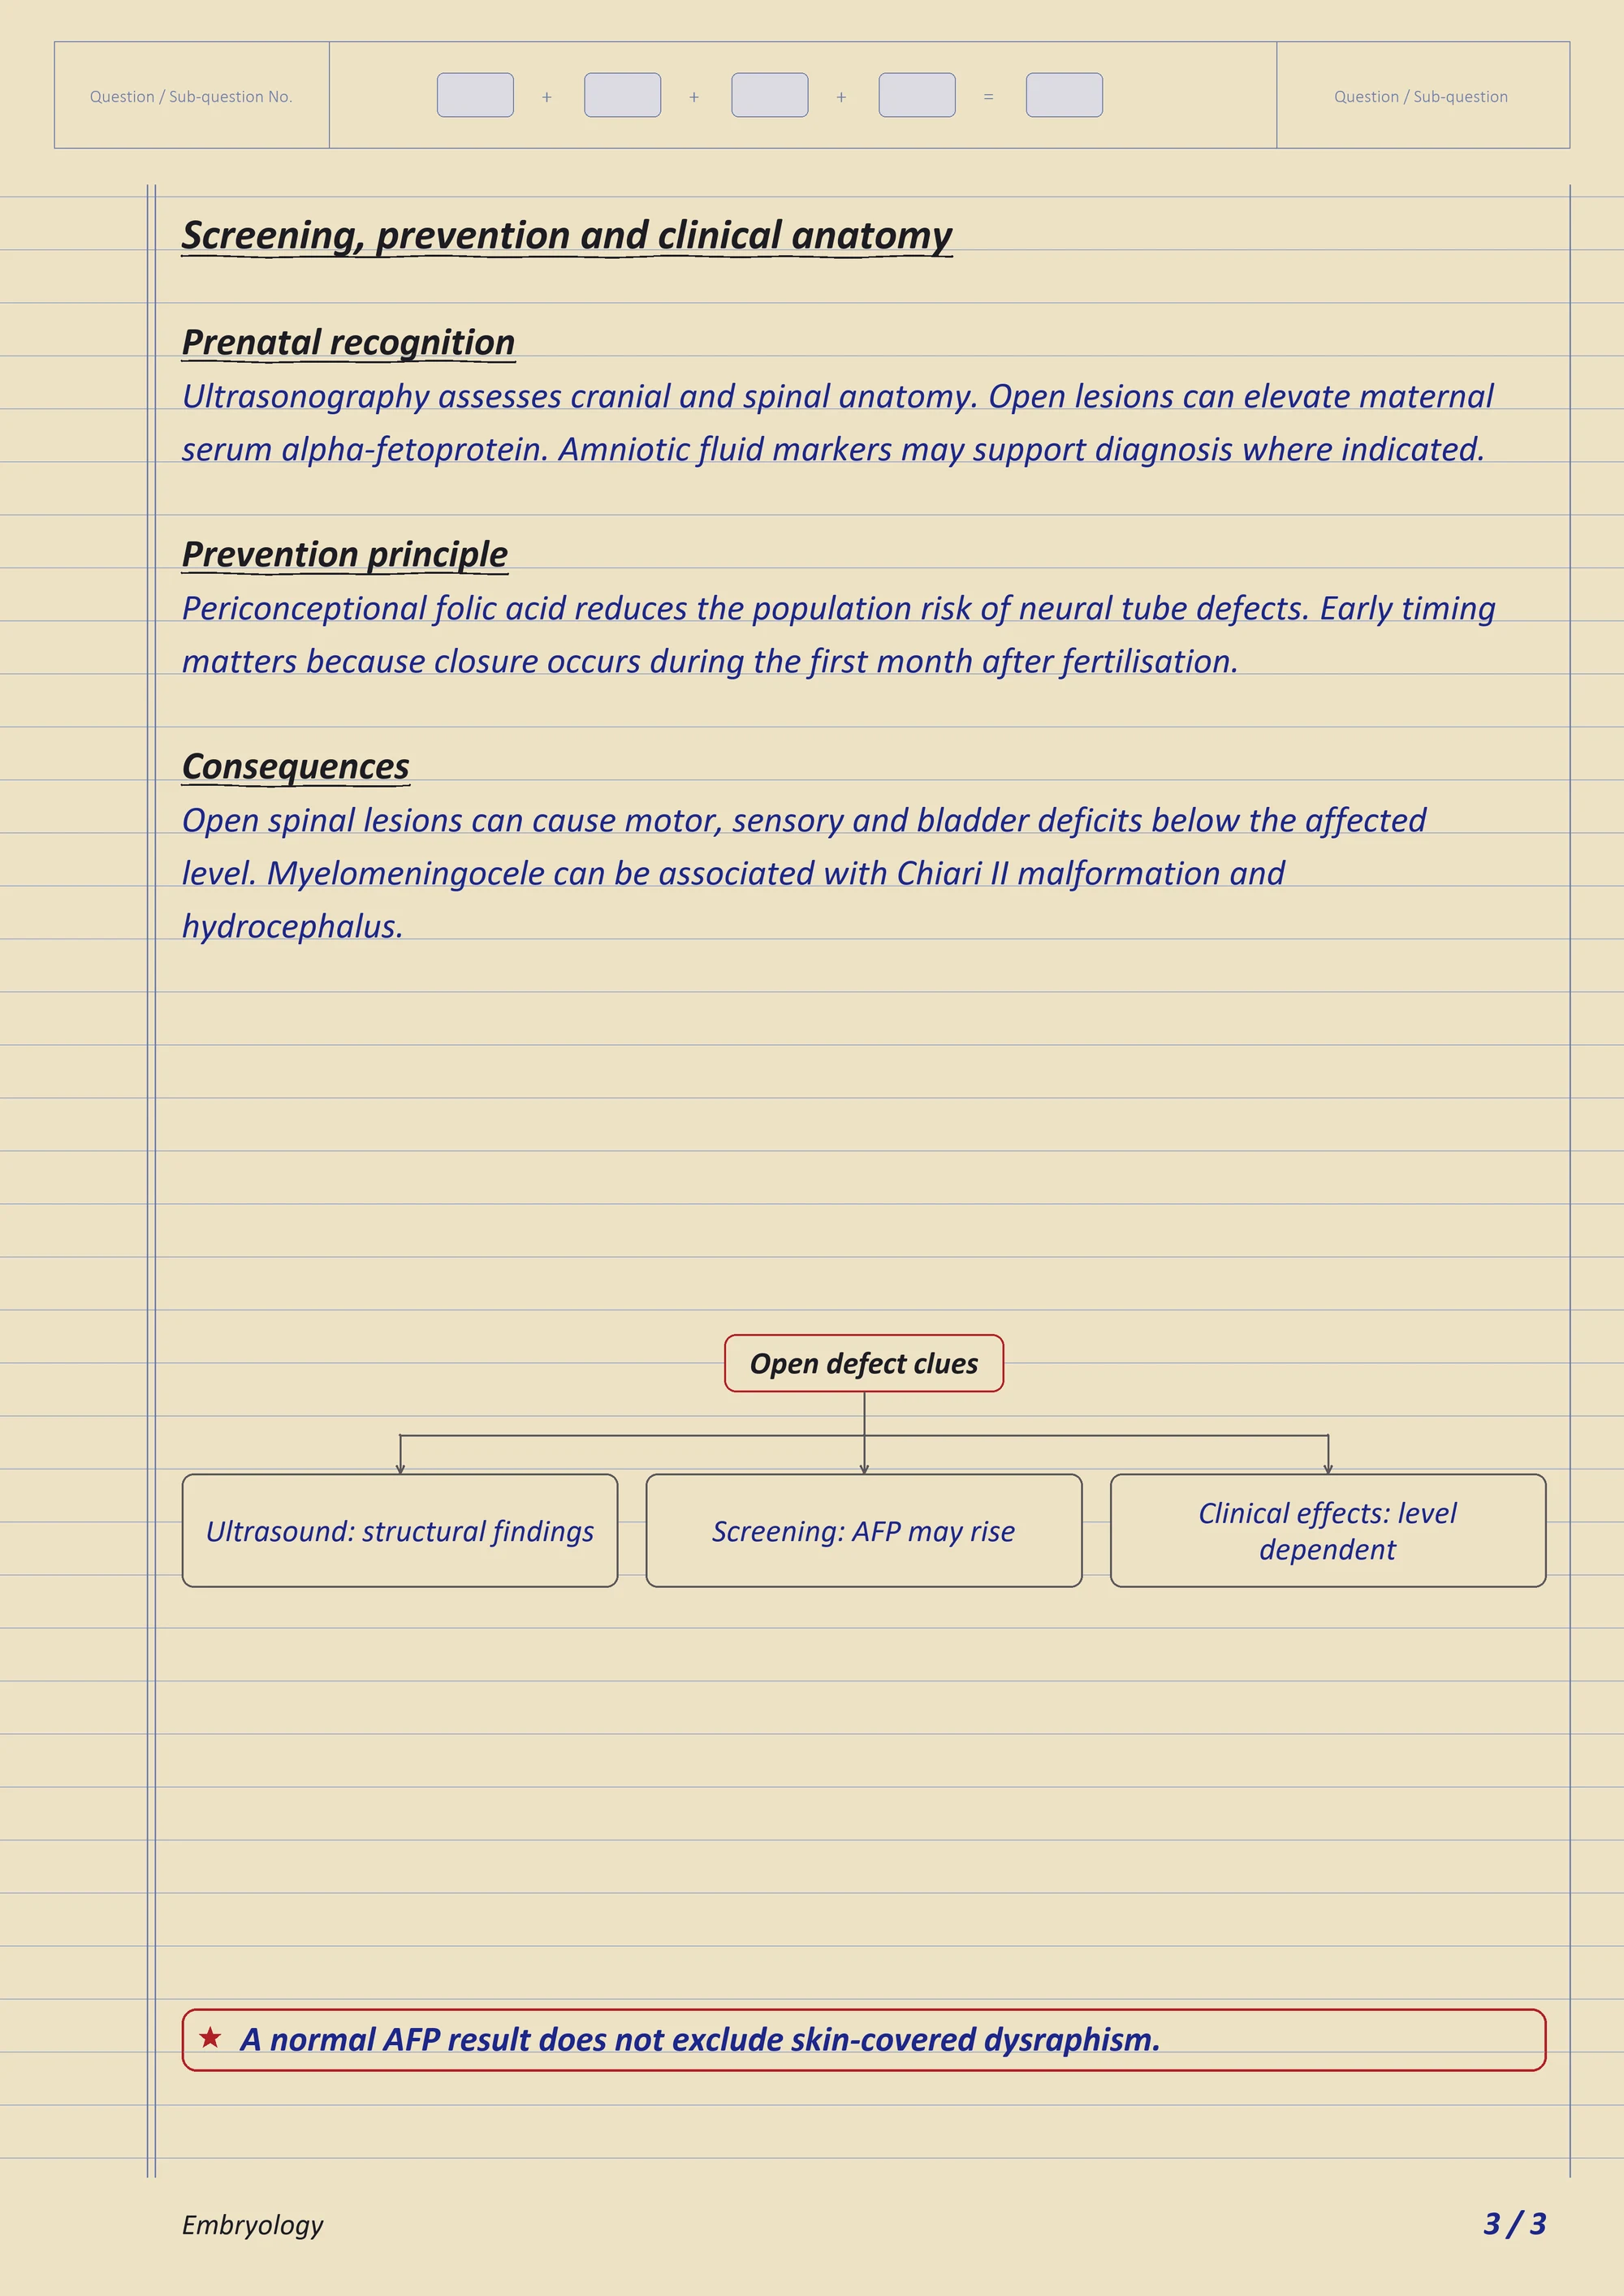 Question / Sub-question No.
+ + + =
Question / Sub-question
Screening, prevention and clinical anatomy
Prenatal recognition
Ultrasonography assesses cranial and spinal anatomy. Open lesions can elevate maternal
serum alpha-fetoprotein. Amniotic fluid markers may support diagnosis where indicated.
Prevention principle
Periconceptional folic acid reduces the population risk of neural tube defects. Early timing
matters because closure occurs during the first month after fertilisation.
Consequences
Open spinal lesions can cause motor, sensory and bladder deficits below the affected
level. Myelomeningocele can be associated with Chiari II malformation and
hydrocephalus.
Open defect clues
Ultrasound: structural findings
Screening: AFP may rise
Clinical effects: level
dependent
★ A normal AFP result does not exclude skin-covered dysraphism.
Embryology
3 / 3